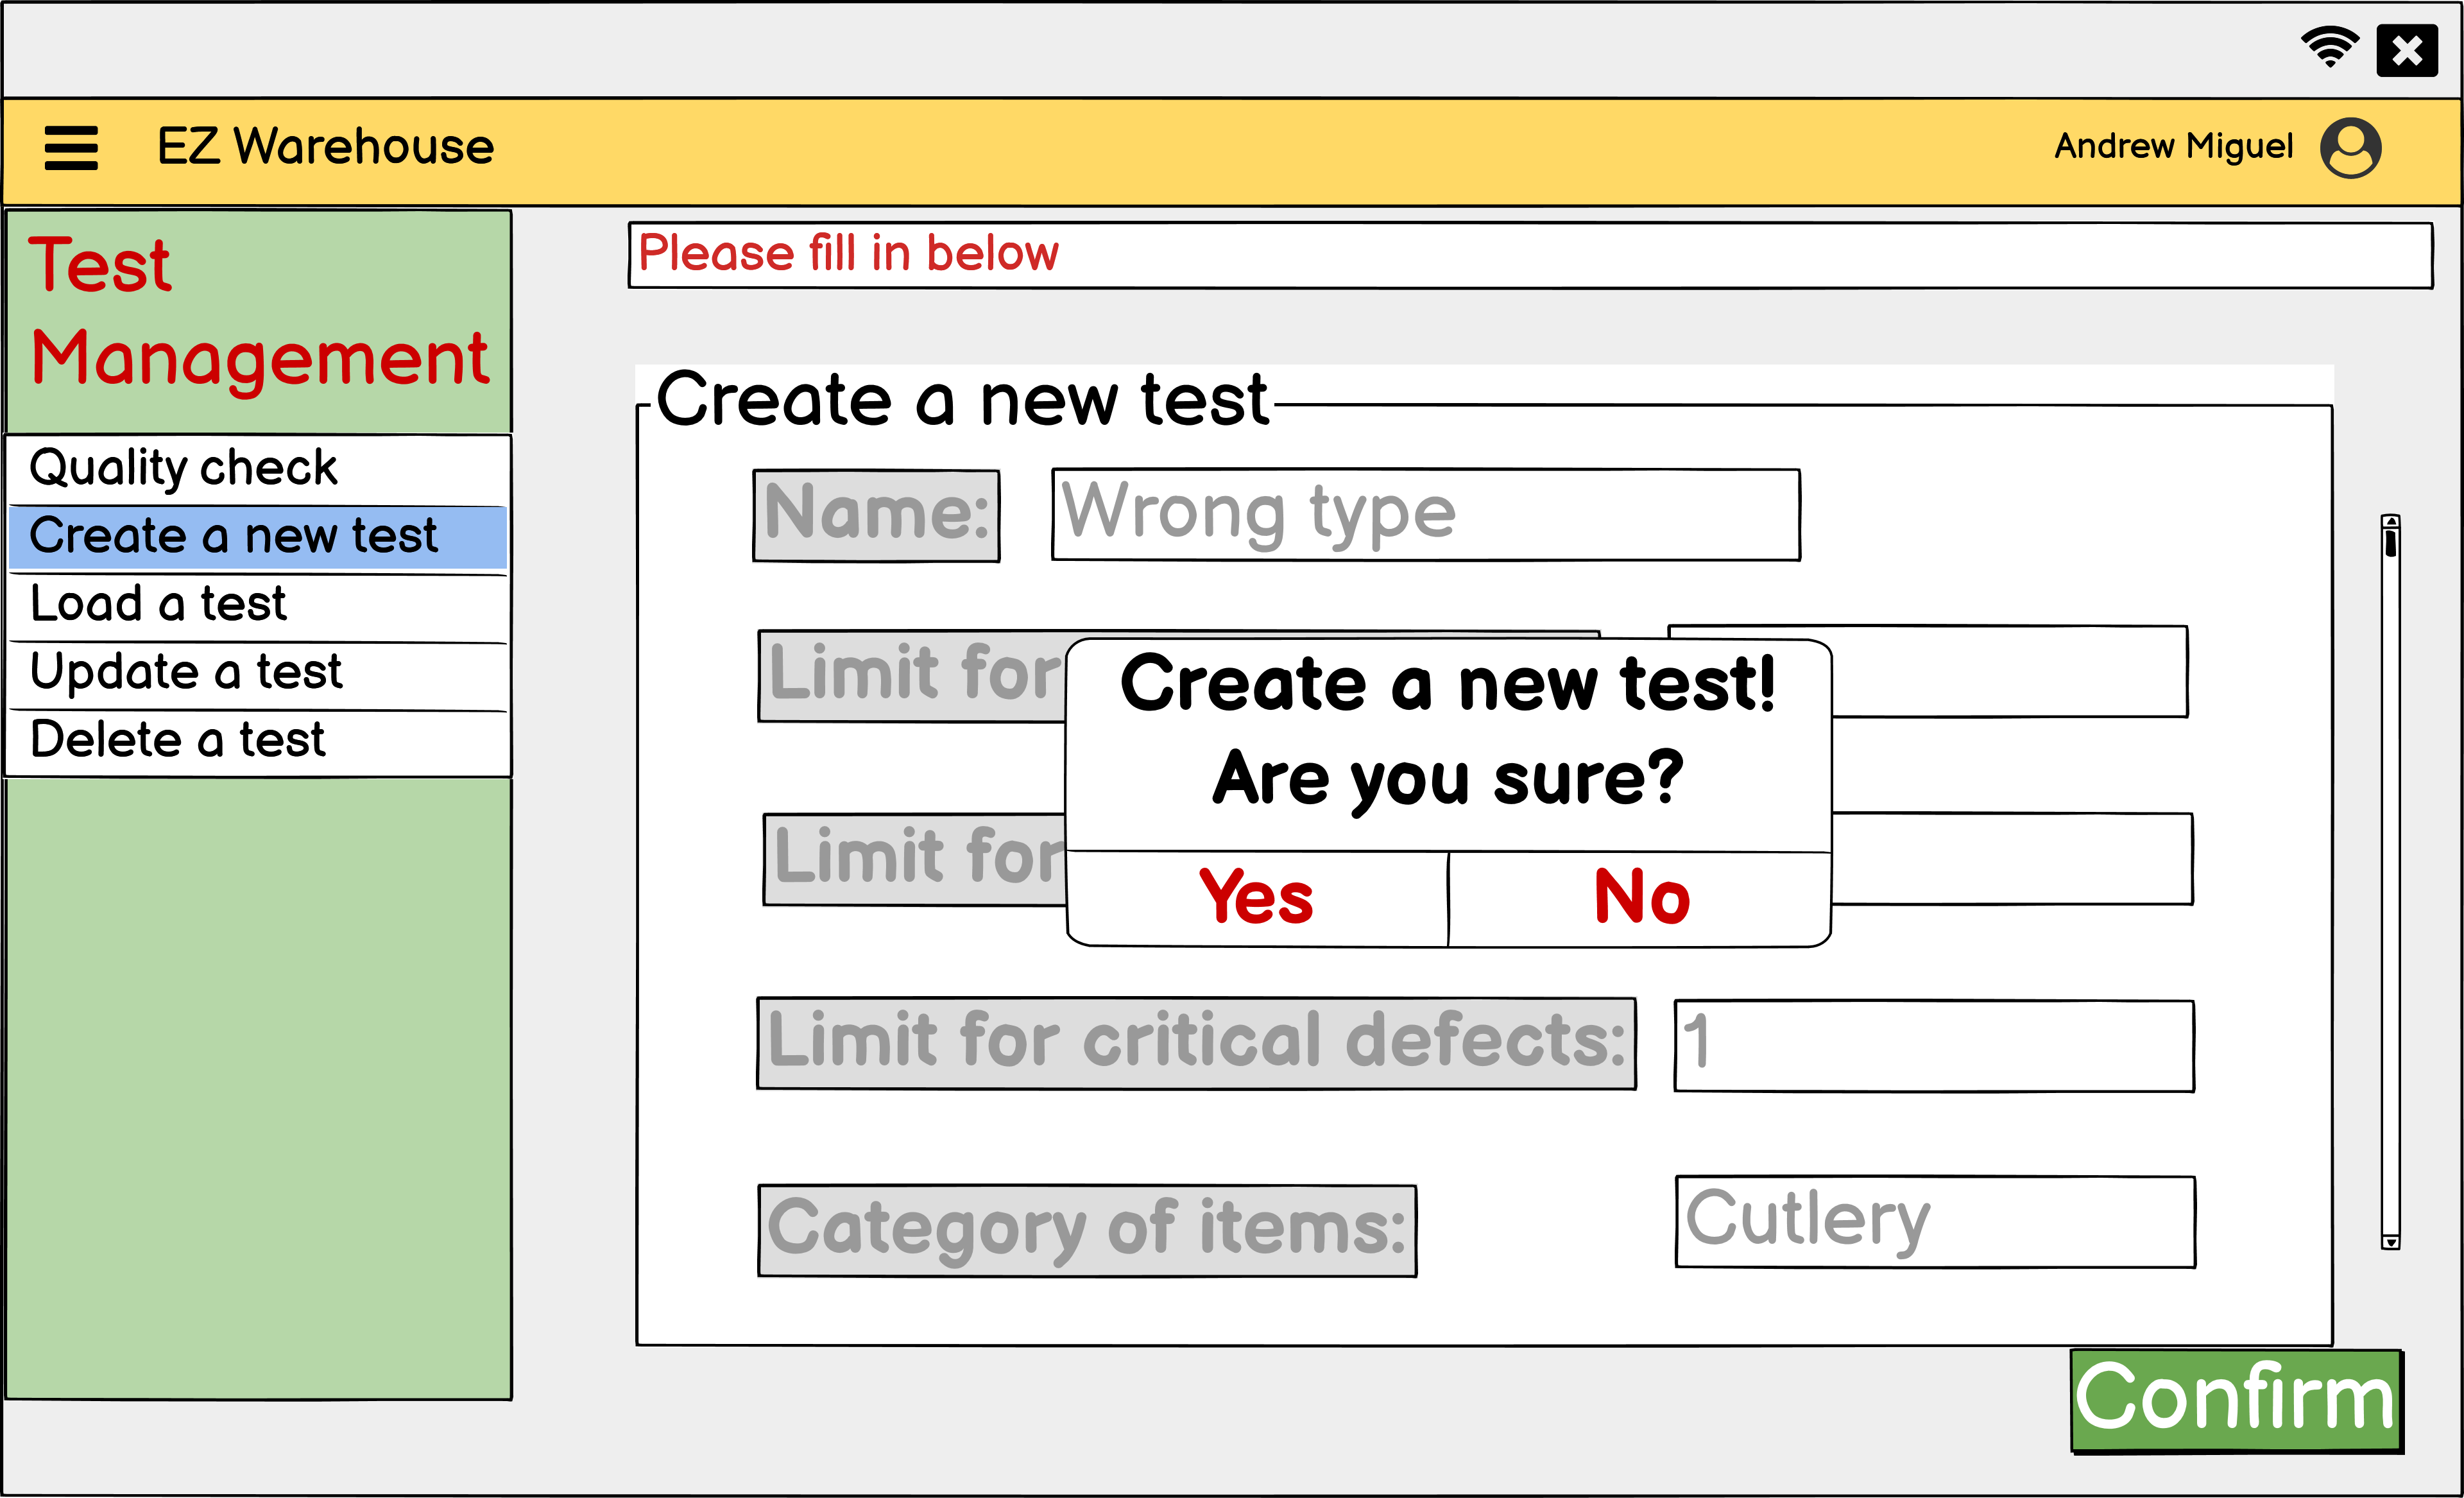 EZ Warehouse
Andrew Miguel
Test
Management
Quality check
Create a new test
Load a test
Update a test
Delete a test
Please fill in below
Create a new test
Name:
Wrong type
Limit for
Create a new test!
Are you sure?
Limit for
Yes
No
Limit for critical defects:
1
Category of items:
Cutlery
Confirm